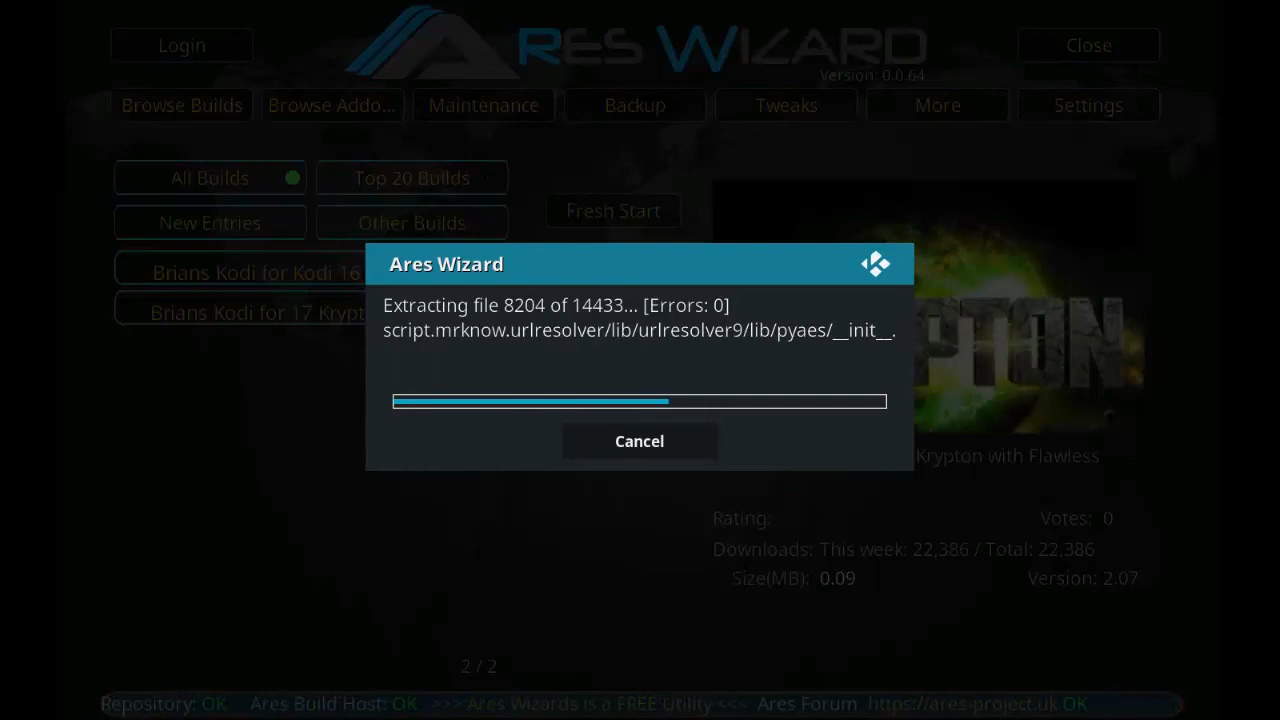 Login
ARES WIZARD
Close
Version: 0.0.64
Browse Builds
Browse Addo...
Maintenance
Backup
Tweaks
More
Settings
All Builds
Top 20 Builds
Fresh Start
New Entries
Other Builds
Brians Kodi for Kodi 16
Brians Kodi for 17 Krypt
Ares Wizard
Extracting file 8204 of 14433... [Errors: 0]
script.mrknow.urlresolver/lib/urlresolver9/lib/pyaes/__init__.
Cancel
PTON
Krypton with Flawless
Rating:
Votes: 0
Downloads: This week: 22,386 / Total: 22,386
Size(MB): 0.09
Version: 2.07
2 / 2
Repository: OK Ares Build Host: OK >>> Ares Wizards is a FREE Utility <<< Ares Forum https://ares-project.uk OK